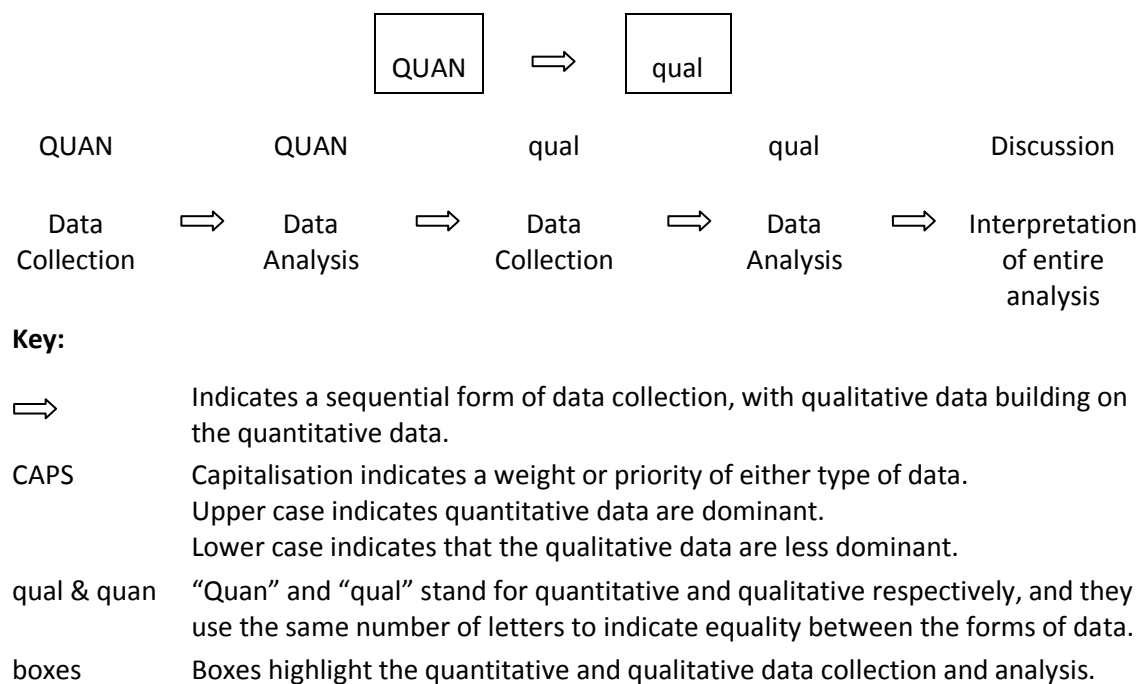 QUAN ⇨ qual
QUAN QUAN qual qual Discussion
Data ⇨ Data ⇨ Data ⇨ Data ⇨ Interpretation
Collection Analysis Collection Analysis of entire
analysis
Key:
⇨ Indicates a sequential form of data collection, with qualitative data building on
the quantitative data.
CAPS Capitalisation indicates a weight or priority of either type of data.
Upper case indicates quantitative data are dominant.
Lower case indicates that the qualitative data are less dominant.
qual & quan “Quan” and “qual” stand for quantitative and qualitative respectively, and they
use the same number of letters to indicate equality between the forms of data.
boxes Boxes highlight the quantitative and qualitative data collection and analysis.